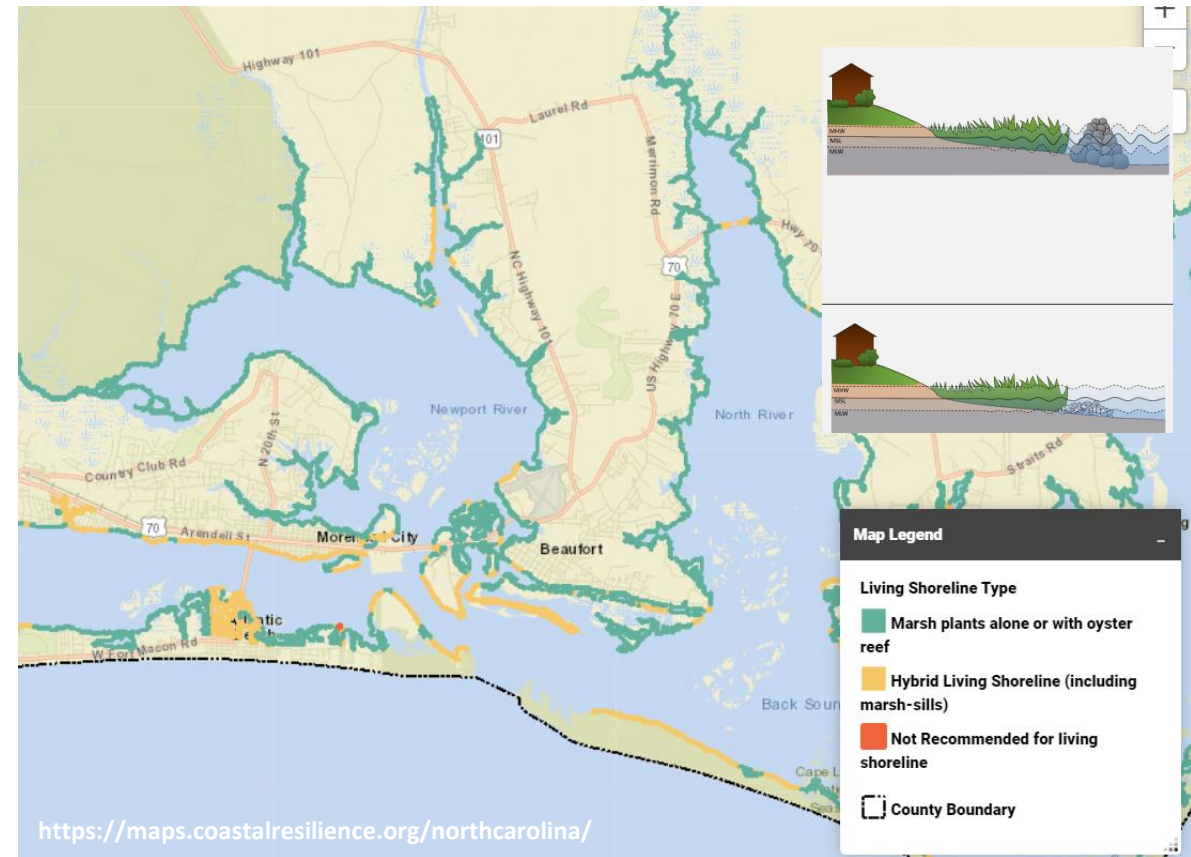 +
Highway 101
Laurel Rd
101
Merrimon Rd
Hwy 70
70
NC Highway 101
US Highway 70 E
MHW
MSL
MLW
MHW
MSL
MLW
Newport River
North River
N 20th St
Country Club Rd
Straits Rd
70
Arendell St
City
Beaufort
W Fort Macon Rd
Back
Cape
Map Legend
Living Shoreline Type
Marsh plants alone or with oyster
reef
Hybrid Living Shoreline (including
marsh-sills)
Not Recommended for living
shoreline
County Boundary
https://maps.coastalresilience.org/northcarolina/